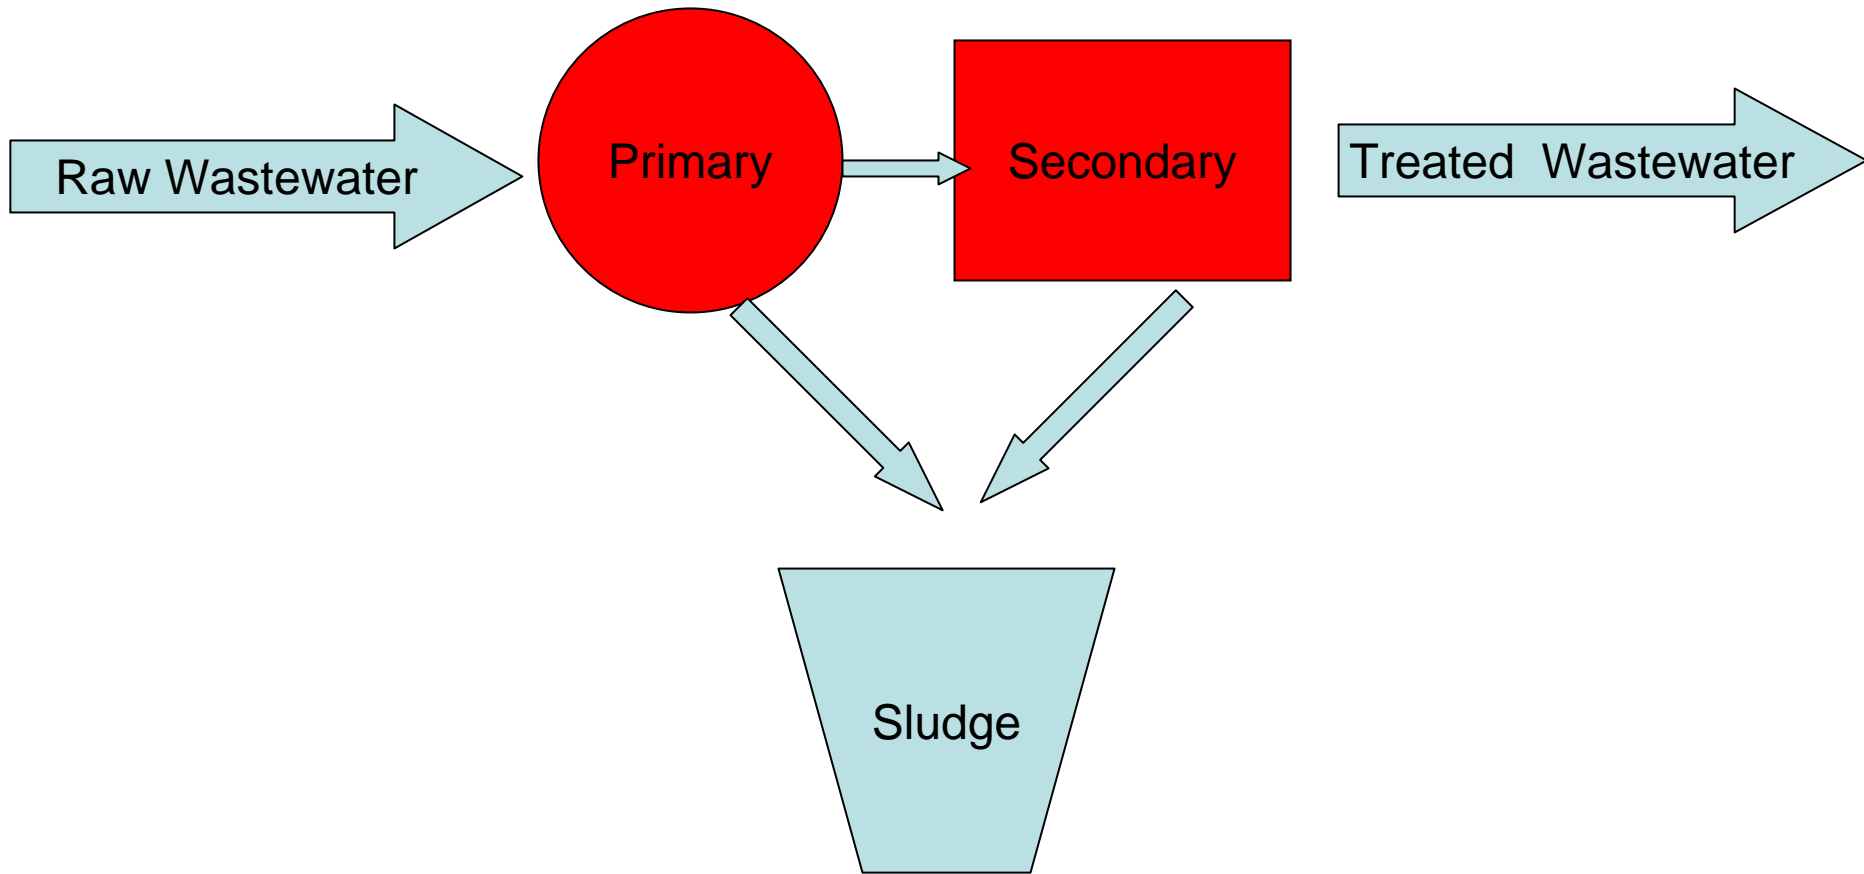 Raw Wastewater
Primary
Secondary
Treated  Wastewater
Sludge